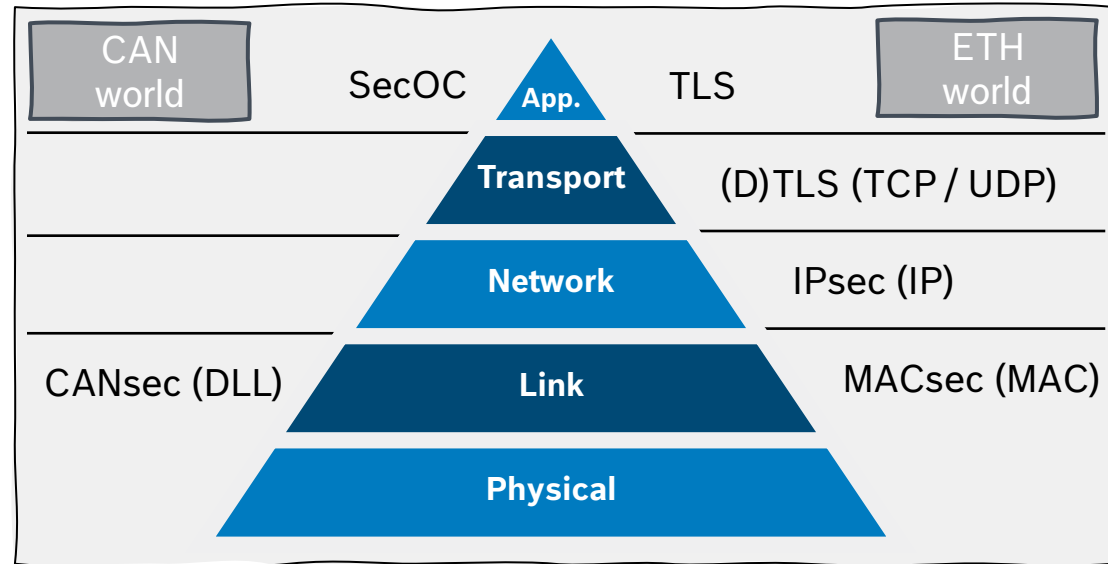 CAN
world
SecOC
App.
TLS
ETH
world
Transport
(D)TLS (TCP / UDP)
Network
IPsec (IP)
CANsec (DLL)
Link
MACsec (MAC)
Physical